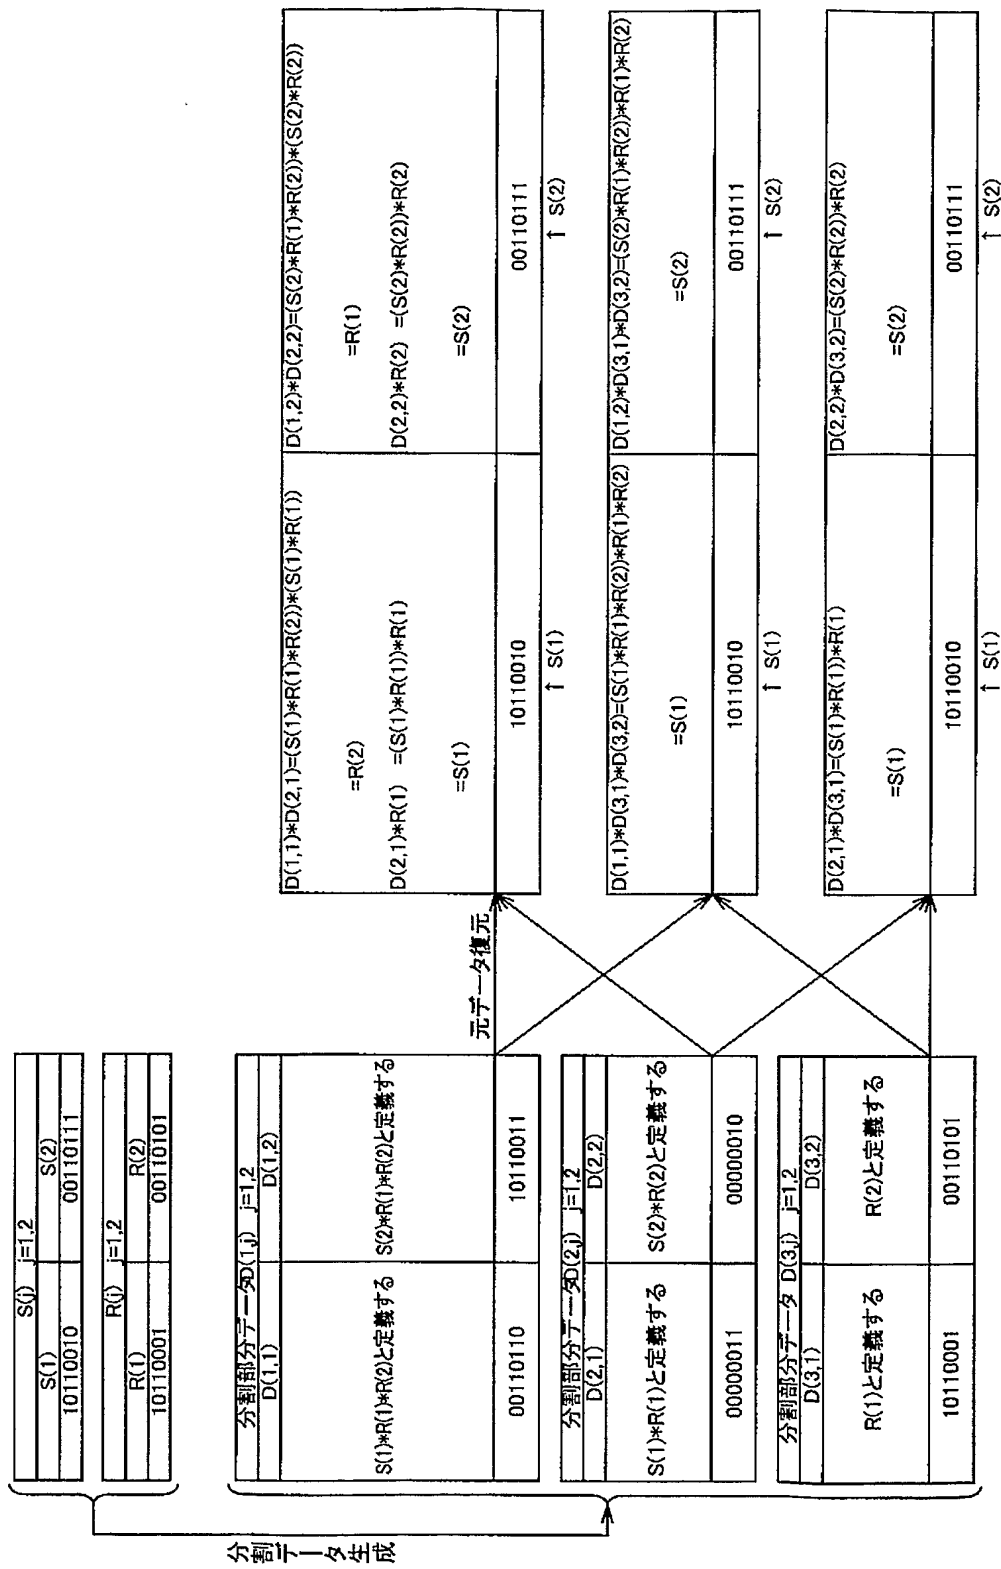 S(j)　j=1,2
S(1)　S(2)
10110010　00110111
R(j)　j=1,2
R(1)　R(2)
10110001　00110101
分割データ生成
分割部分データD(1,j)　j=1,2
D(1,1)　D(1,2)
S(1)*R(1)*R(2)と定義する　S(2)*R(1)*R(2)と定義する
00110110　10110011
分割部分データD(2,j)　j=1,2
D(2,1)　D(2,2)
S(1)*R(1)と定義する　S(2)*R(2)と定義する
00000011　00000010
分割部分データ D(3,j)　j=1,2
D(3,1)　D(3,2)
R(1)と定義する　R(2)と定義する
10110001　00110101
元データ復元
D(1,1)*D(2,1)=(S(1)*R(1)*R(2))*(S(1)*R(1))　D(1,2)*D(2,2)=(S(2)*R(1)*R(2))*(S(2)*R(2))
=R(2)　=R(1)
D(2,1)*R(1)　=(S(1)*R(1))*R(1)　D(2,2)*R(2)　=(S(2)*R(2))*R(2)
=S(1)　=S(2)
10110010　00110111
↑ S(1)　↑ S(2)
D(1,1)*D(3,1)*D(3,2)=(S(1)*R(1)*R(2))*R(1)*R(2)　D(1,2)*D(3,1)*D(3,2)=(S(2)*R(1)*R(2))*R(1)*R(2)
=S(1)　=S(2)
10110010　00110111
↑ S(1)　↑ S(2)
D(2,1)*D(3,1)=(S(1)*R(1))*R(1)　D(2,2)*D(3,2)=(S(2)*R(2))*R(2)
=S(1)　=S(2)
10110010　00110111
↑ S(1)　↑ S(2)